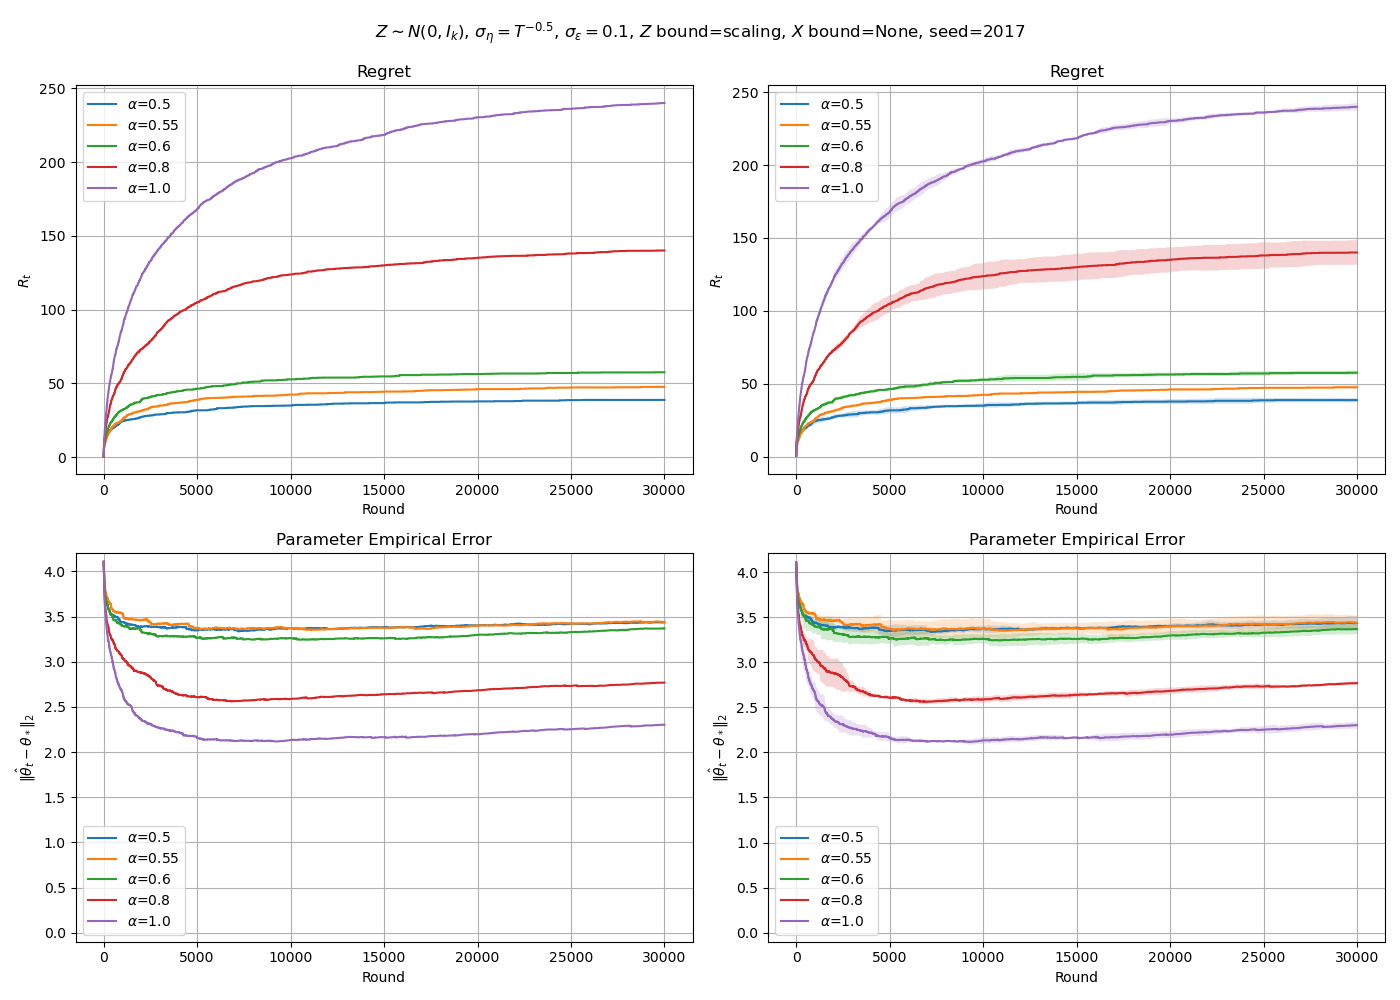 Z ∼ N(0, I_k), σ_η = T^{−0.5}, σ_ε = 0.1, Z bound=scaling, X bound=None, seed=2017
Regret
250
200
150
100
50
0
R_t
α=0.5
α=0.55
α=0.6
α=0.8
α=1.0
0 5000 10000 15000 20000 25000 30000
Round
Regret
250
200
150
100
50
0
R_t
α=0.5
α=0.55
α=0.6
α=0.8
α=1.0
0 5000 10000 15000 20000 25000 30000
Round
Parameter Empirical Error
4.0
3.5
3.0
2.5
2.0
1.5
1.0
0.5
0.0
‖θ̂_t − θ_*‖_2
α=0.5
α=0.55
α=0.6
α=0.8
α=1.0
0 5000 10000 15000 20000 25000 30000
Round
Parameter Empirical Error
4.0
3.5
3.0
2.5
2.0
1.5
1.0
0.5
0.0
‖θ̂_t − θ_*‖_2
α=0.5
α=0.55
α=0.6
α=0.8
α=1.0
0 5000 10000 15000 20000 25000 30000
Round